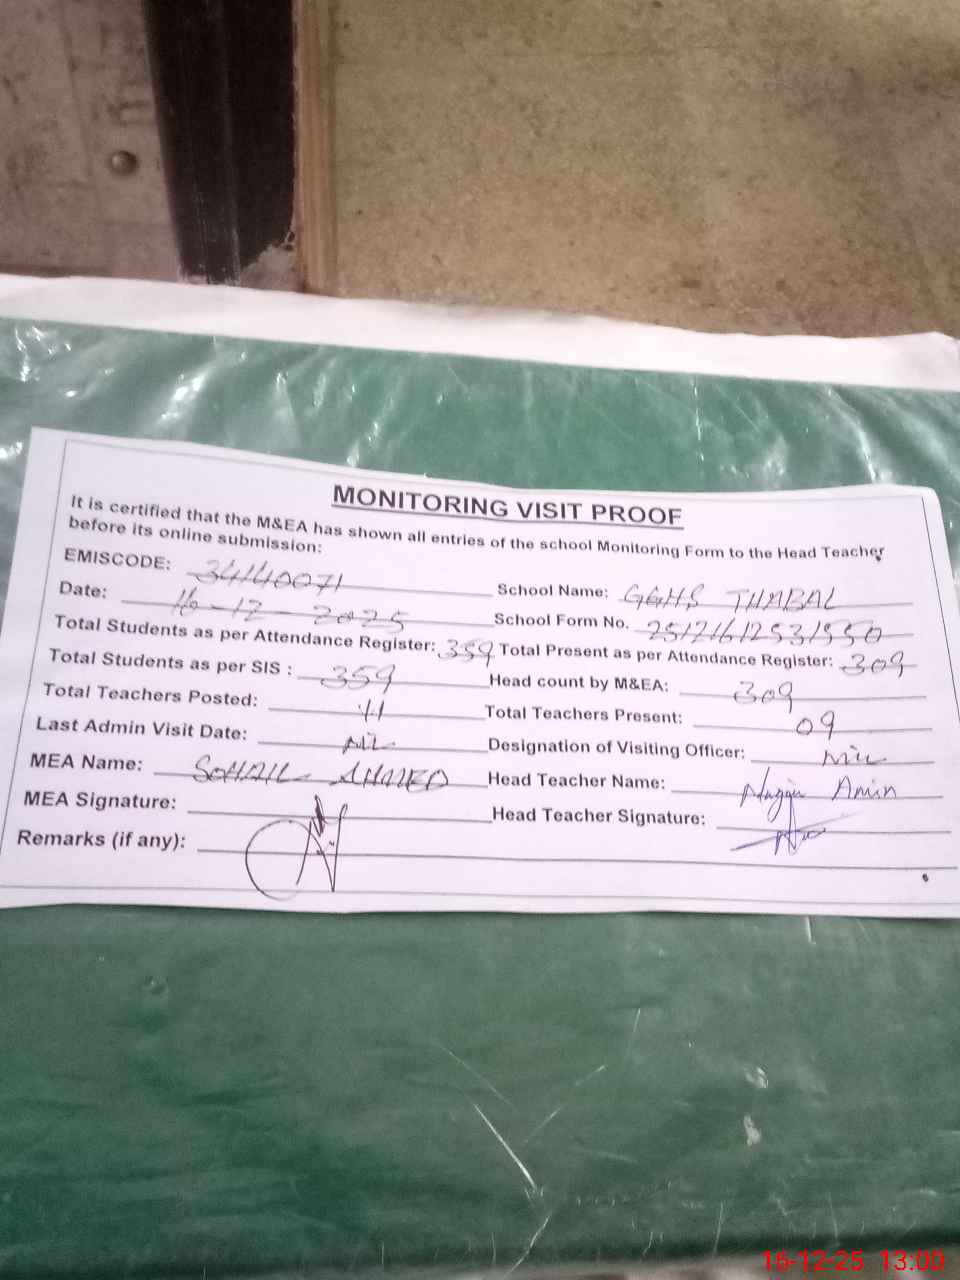 MONITORING VISIT PROOF
It is certified that the M&EA has shown all entries of the school Monitoring Form to the Head Teacher
before its online submission:
EMISCODE: 34140071 School Name: GGHS THABAL
Date: 16-12-2025 School Form No. 25121612531550
Total Students as per Attendance Register: 359 Total Present as per Attendance Register: 309
Total Students as per SIS : 359 Head count by M&EA: 309
Total Teachers Posted: 11 Total Teachers Present: 09
Last Admin Visit Date: Nil Designation of Visiting Officer: Nil
MEA Name: SOHAIL AHMED Head Teacher Name: Amin
MEA Signature: Head Teacher Signature:
Remarks (if any):
16-12-25 13:00